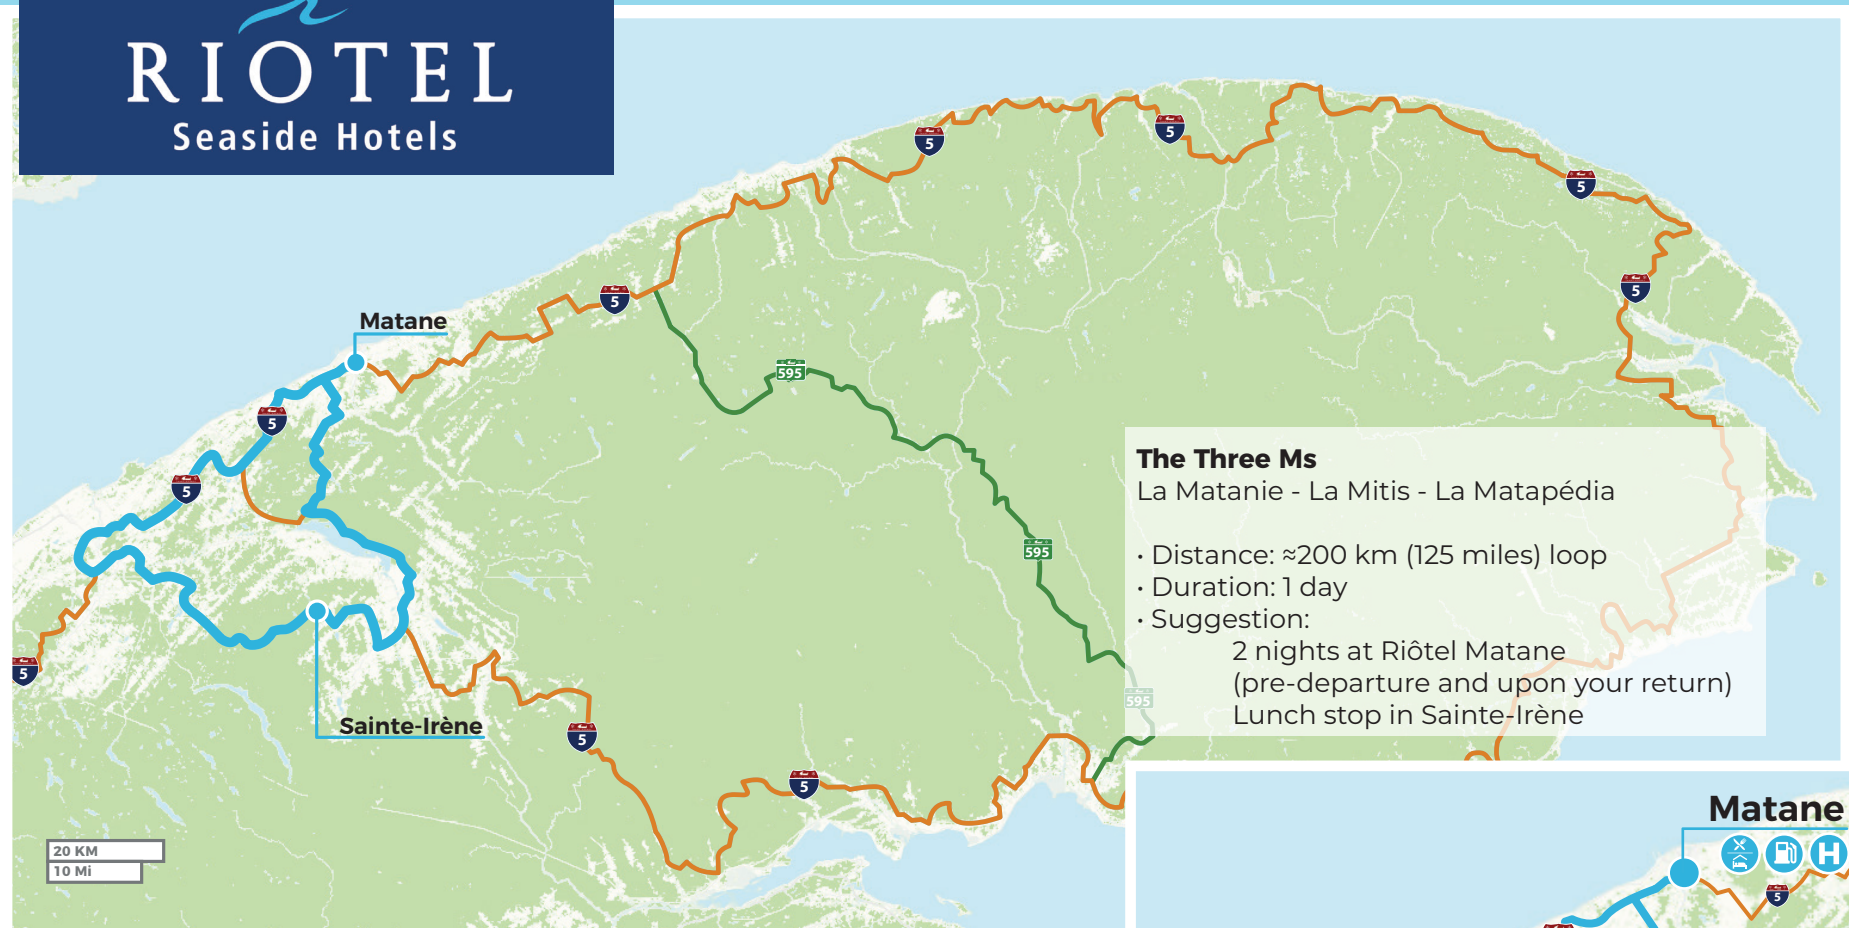 RIÔTEL
Seaside Hotels
5
5
5
5
5
Matane
5
5
595
5
The Three Ms
La Matanie - La Mitis - La Matapédia
• Distance: ≈200 km (125 miles) loop
• Duration: 1 day
• Suggestion:
2 nights at Riôtel Matane
(pre-departure and upon your return)
Lunch stop in Sainte-Irène
595
595
5
Sainte-Irène
5
5
20 KM
10 Mi
Matane
H
5